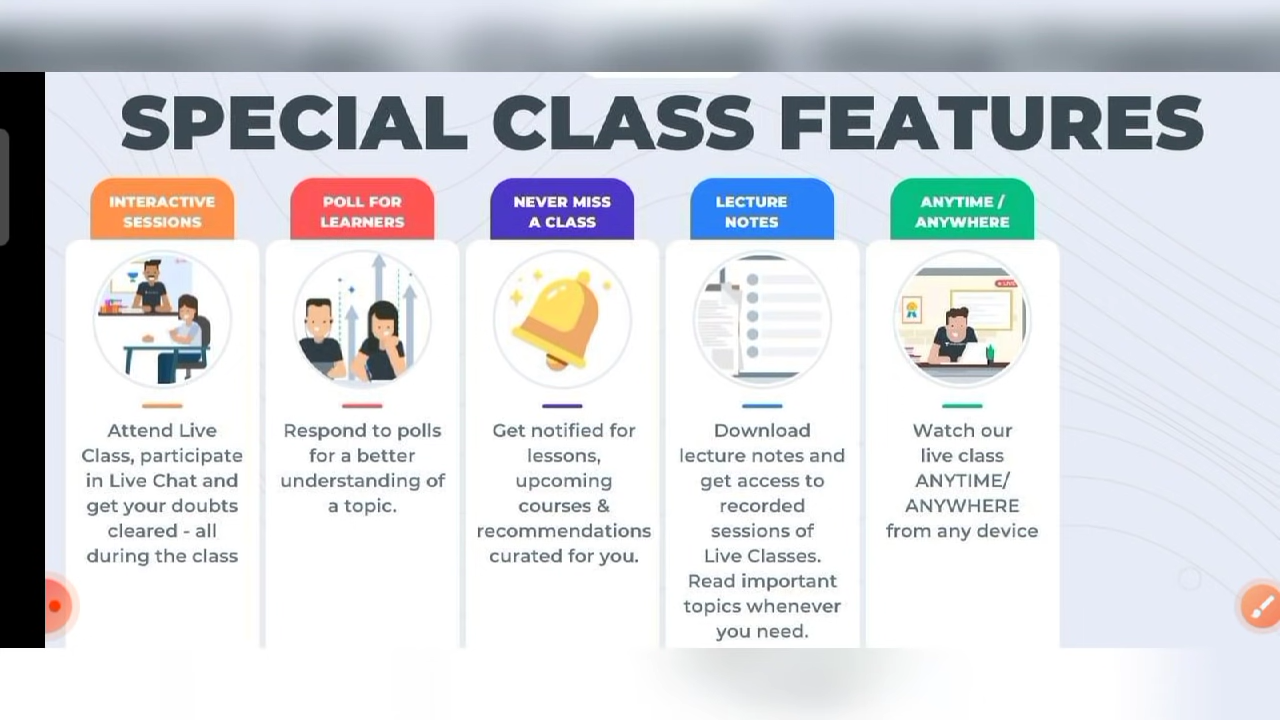 SPECIAL CLASS FEATURES
INTERACTIVE
SESSIONS
Attend Live
Class, participate
in Live Chat and
get your doubts
cleared - all
during the class
POLL FOR
LEARNERS
Respond to polls
for a better
understanding of
a topic.
NEVER MISS
A CLASS
Get notified for
lessons,
upcoming
courses &
recommendations
curated for you.
LECTURE
NOTES
Download
lecture notes and
get access to
recorded
sessions of
Live Classes.
Read important
topics whenever
you need.
ANYTIME /
ANYWHERE
LIVE
Watch our
live class
ANYTIME/
ANYWHERE
from any device